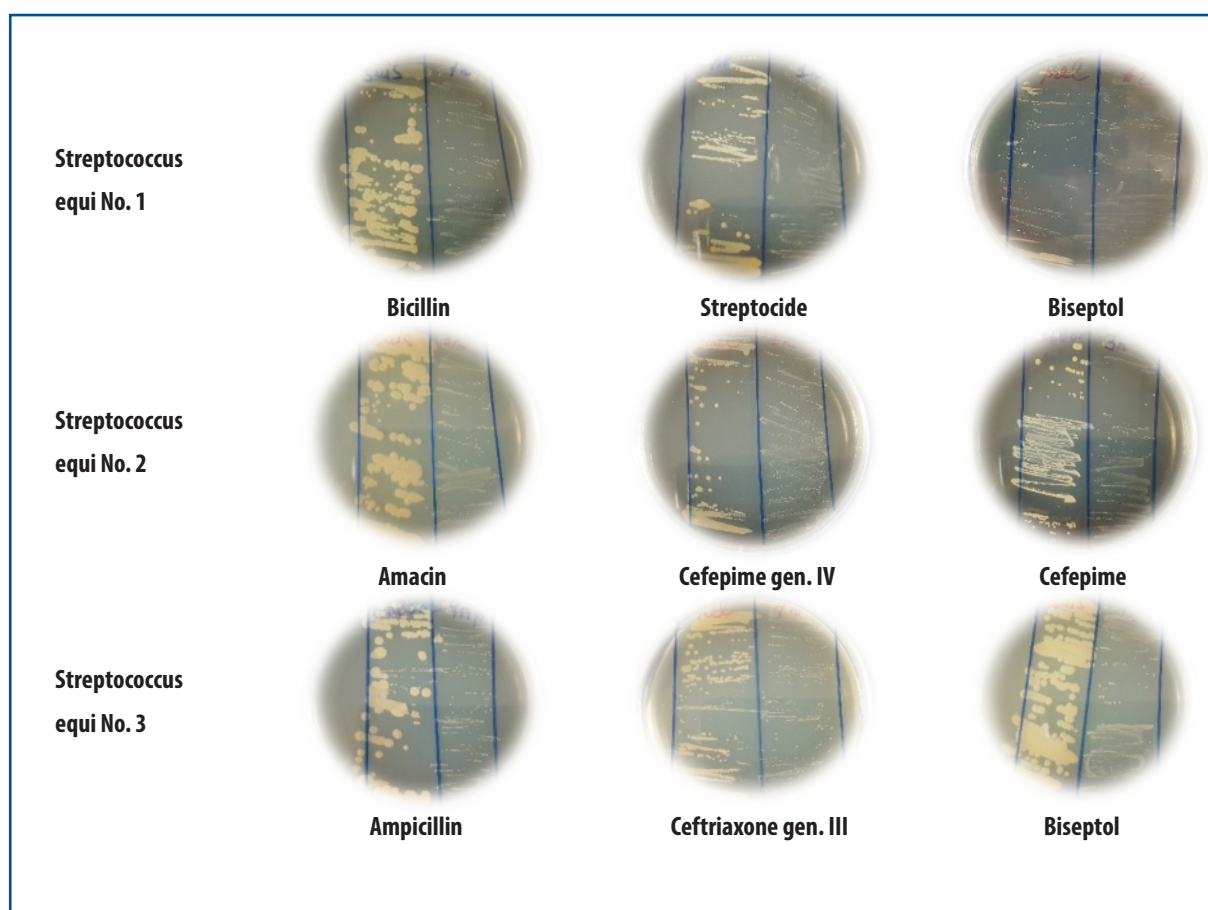 Streptococcus
equi No. 1
Bicillin
Streptocide
Biseptol
Streptococcus
equi No. 2
Amacin
Cefepime gen. IV
Cefepime
Streptococcus
equi No. 3
Ampicillin
Ceftriaxone gen. III
Biseptol